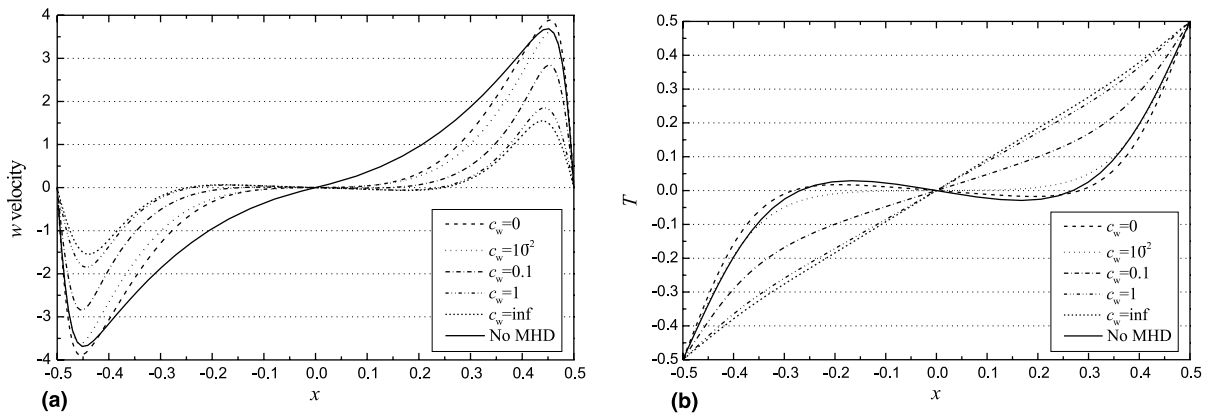 4
3
2
1
0
-1
-2
-3
-4
w velocity
-0.5 -0.4 -0.3 -0.2 -0.1 0.0 0.1 0.2 0.3 0.4 0.5
x
(a)
c_w=0
c_w=10^-2
c_w=0.1
c_w=1
c_w=inf
No MHD
0.5
0.4
0.3
0.2
0.1
0.0
-0.1
-0.2
-0.3
-0.4
-0.5
T
-0.5 -0.4 -0.3 -0.2 -0.1 0.0 0.1 0.2 0.3 0.4 0.5
x
(b)
c_w=0
c_w=10^-2
c_w=0.1
c_w=1
c_w=inf
No MHD